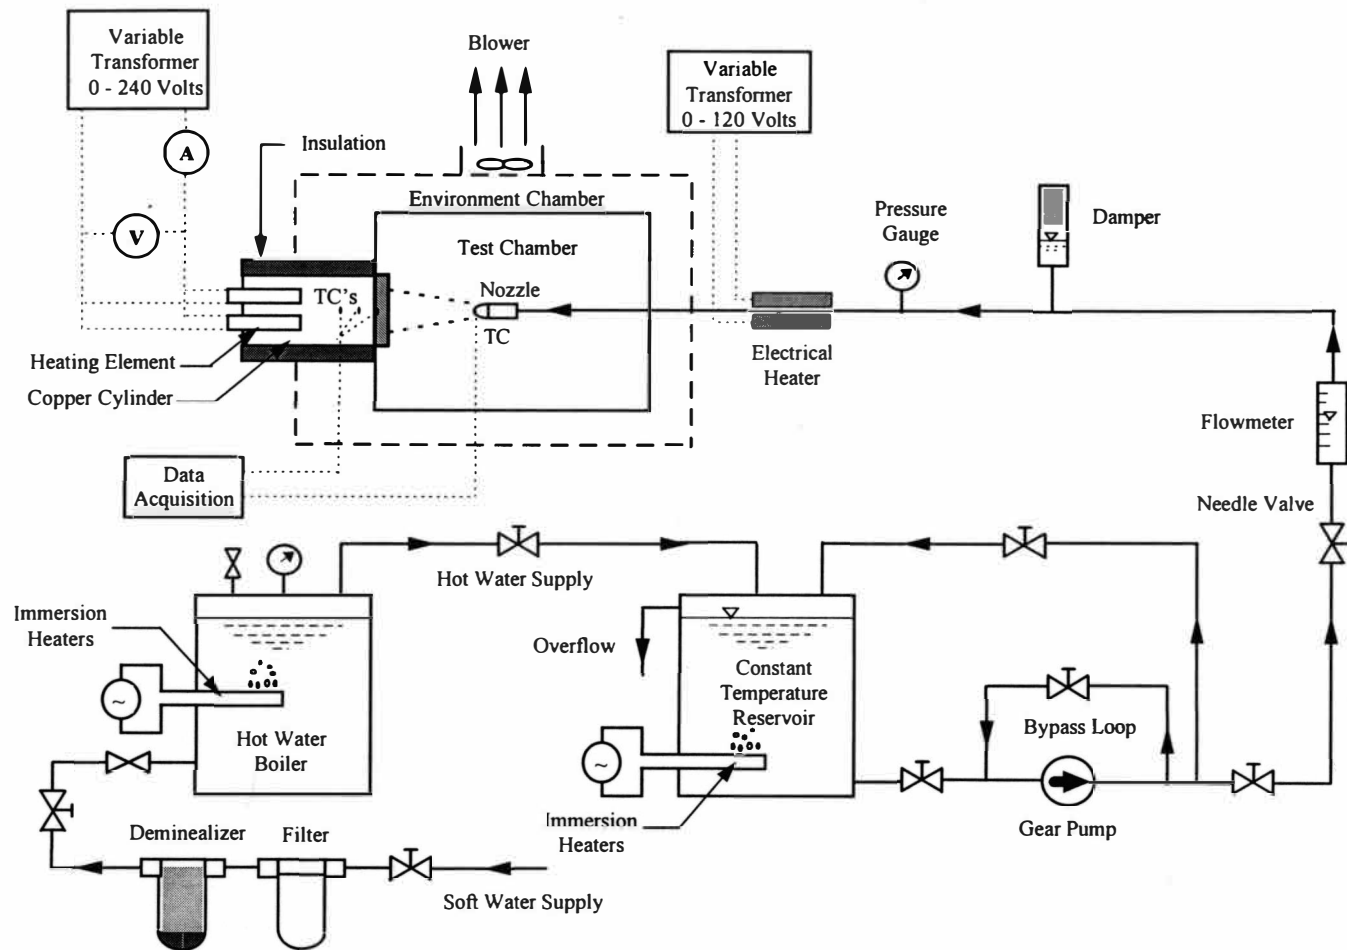 Variable
Transformer
0 - 240 Volts
A
V
Insulation
Blower
Variable
Transformer
0 - 120 Volts
Environment Chamber
Test Chamber
Nozzle
TC
TC's
Pressure
Gauge
Damper
Electrical
Heater
Heating Element
Copper Cylinder
Flowmeter
Data
Acquisition
Needle Valve
Hot Water Supply
Immersion
Heaters
~
Hot Water
Boiler
Overflow
Constant
Temperature
Reservoir
~
Immersion
Heaters
Bypass Loop
Gear Pump
Deminealizer
Filter
Soft Water Supply